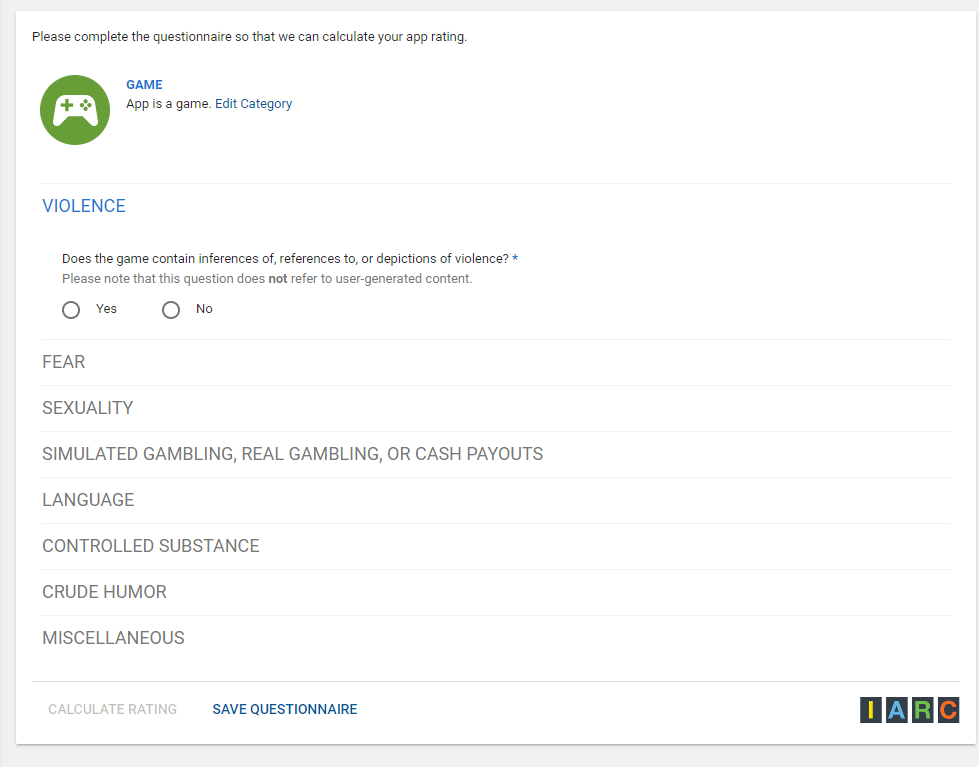 Please complete the questionnaire so that we can calculate your app rating.
GAME
App is a game. Edit Category
VIOLENCE
Does the game contain inferences of, references to, or depictions of violence? *
Please note that this question does not refer to user-generated content.
Yes No
FEAR
SEXUALITY
SIMULATED GAMBLING, REAL GAMBLING, OR CASH PAYOUTS
LANGUAGE
CONTROLLED SUBSTANCE
CRUDE HUMOR
MISCELLANEOUS
CALCULATE RATING SAVE QUESTIONNAIRE IARC